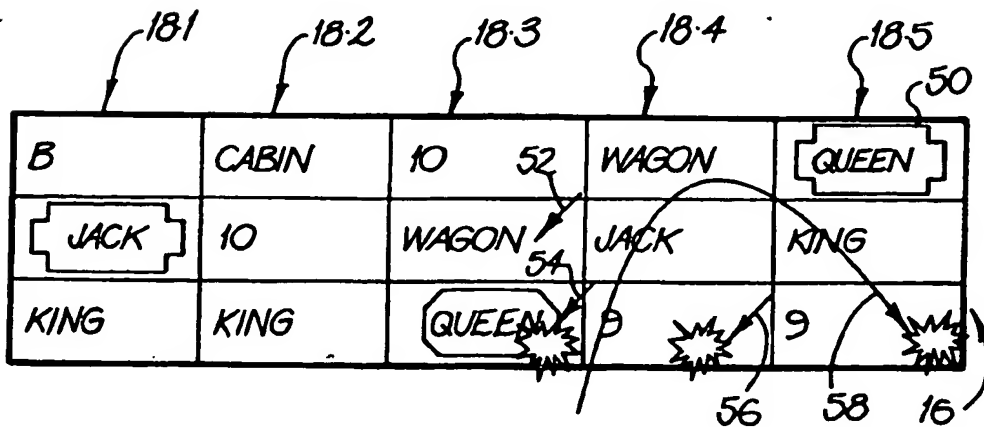 18·1 18·2 18·3 18·4 18·5
50
B CABIN 10 52 WAGON QUEEN
JACK 10 WAGON JACK KING
54
KING KING QUEEN 9 9
56 58 16